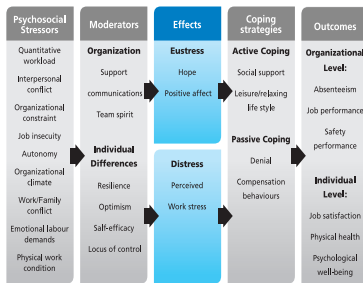 Psychosocial
Stressors
Quantitative
workload
Interpersonal
conflict
Organizational
constraint
Job insecuity
Autonomy
Organizational
climate
Work/Family
conflict
Emotional labour
demands
Physical work
condition
Moderators
Organization
Support
communications
Team spirit
Individual
Differences
Resilience
Optimism
Salf-efficacy
Locus of control
Effects
Eustress
Hope
Positive affect
Distress
Perceived
Work stress
Coping
strategies
Active Coping
Social support
Leisure/relaxing
life style
Passive Coping
Denial
Compensation
behaviours
Outcomes
Organizational
Level:
Absenteeism
Job performance
Safety
performance
Individual
Level:
Job satisfaction
Physical health
Psychological
well-being